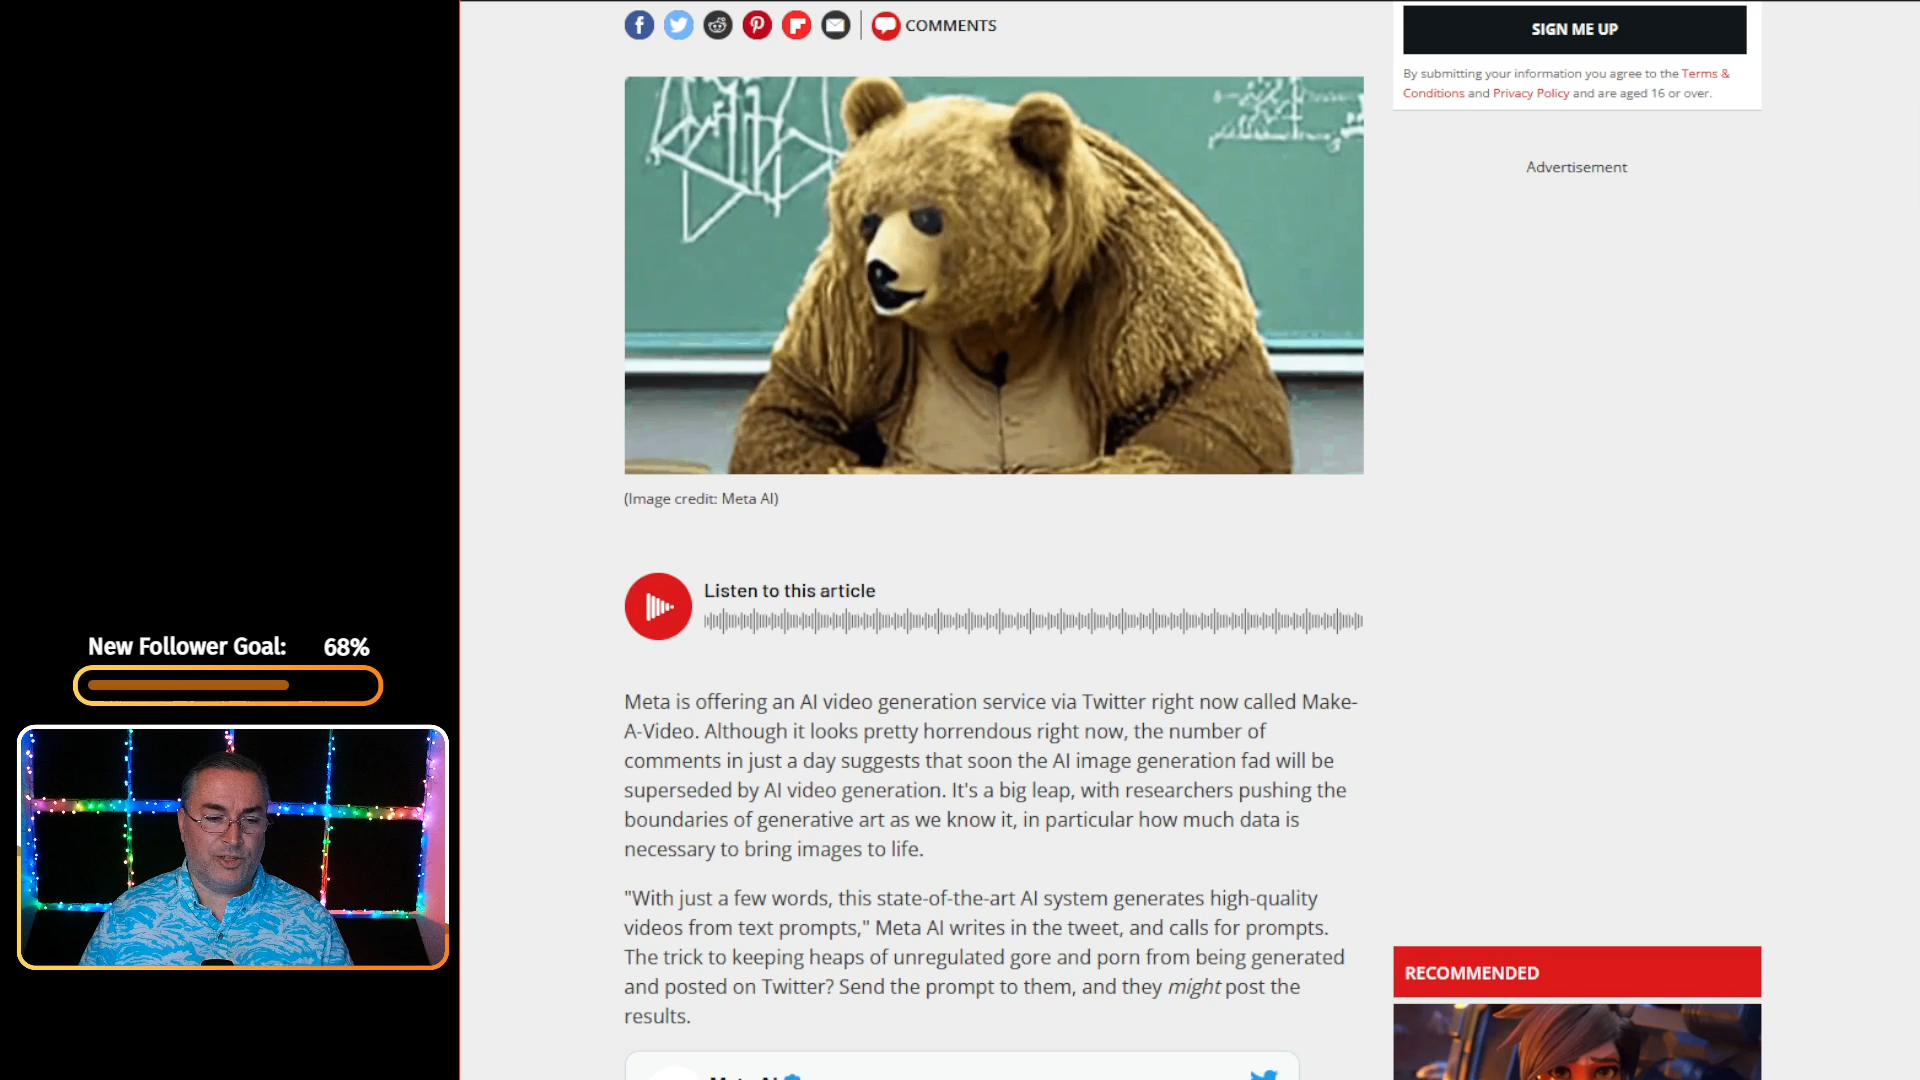 COMMENTS
SIGN ME UP
By submitting your information you agree to the Terms &
Conditions and Privacy Policy and are aged 16 or over.
Advertisement
(Image credit: Meta AI)
Listen to this article
New Follower Goal: 68%
Meta is offering an AI video generation service via Twitter right now called Make-
A-Video. Although it looks pretty horrendous right now, the number of
comments in just a day suggests that soon the AI image generation fad will be
superseded by AI video generation. It's a big leap, with researchers pushing the
boundaries of generative art as we know it, in particular how much data is
necessary to bring images to life.
"With just a few words, this state-of-the-art AI system generates high-quality
videos from text prompts," Meta AI writes in the tweet, and calls for prompts.
The trick to keeping heaps of unregulated gore and porn from being generated
and posted on Twitter? Send the prompt to them, and they might post the
results.
RECOMMENDED